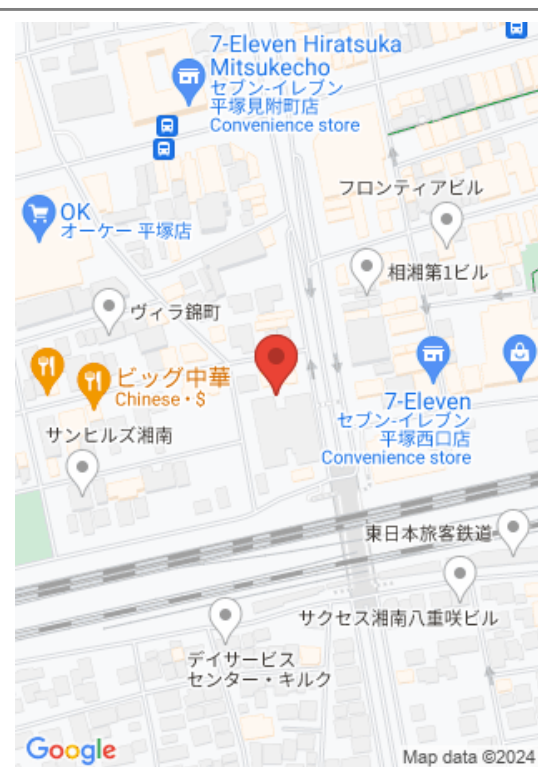 7-Eleven Hiratsuka
Mitsukecho
セブン-イレブン
平塚見附町店
Convenience store
フロンティアビル
OK
オーケー 平塚店
相湘第1ビル
ヴィラ錦町
ビッグ中華
Chinese・$
7-Eleven
セブン-イレブン
平塚西口店
Convenience store
サンヒルズ湘南
東日本旅客鉄道
サクセス湘南八重咲ビル
デイサービス
センター・キルク
Google
Map data ©2024